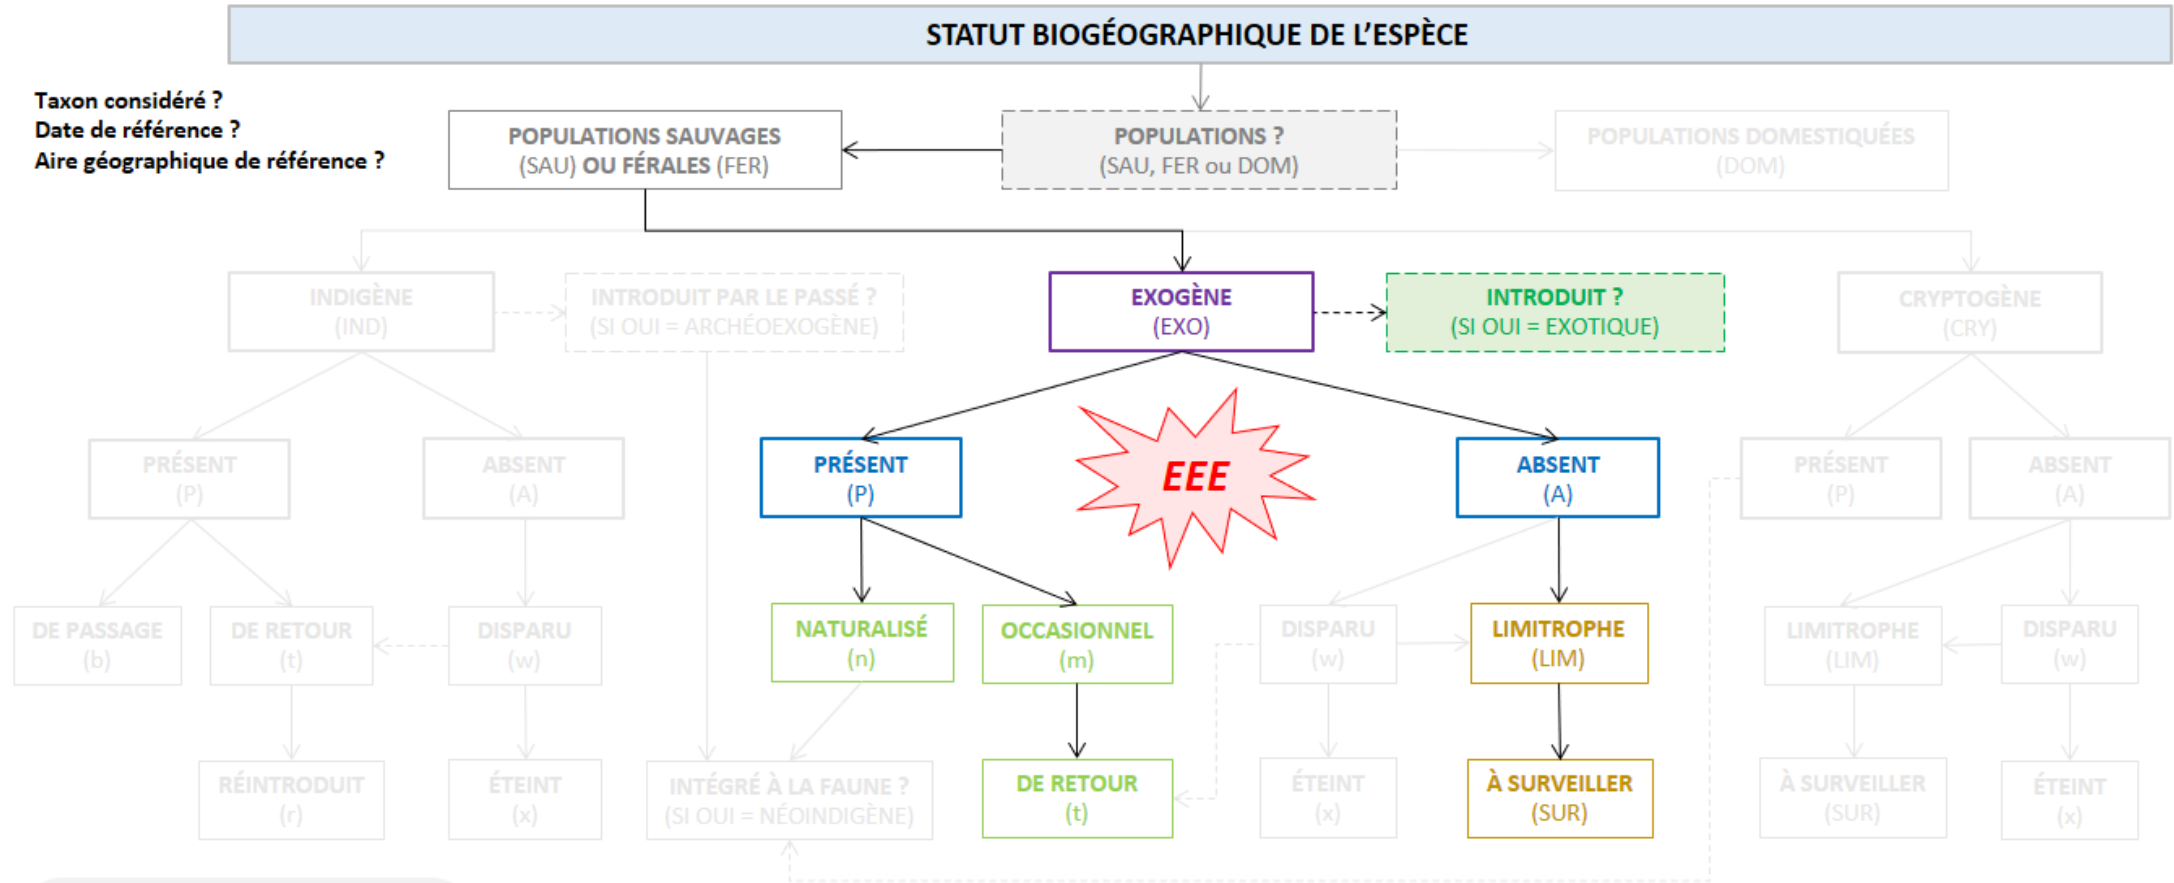 STATUT BIOGÉOGRAPHIQUE DE L'ESPÈCE
Taxon considéré ?
Date de référence ?
Aire géographique de référence ?
POPULATIONS SAUVAGES
(SAU) OU FÉRALES (FER)
POPULATIONS ?
(SAU, FER ou DOM)
POPULATIONS DOMESTIQUÉES
(DOM)
INDIGÈNE
(IND)
INTRODUIT PAR LE PASSÉ ?
(SI OUI = ARCHÉOEXOGÈNE)
EXOGÈNE
(EXO)
INTRODUIT ?
(SI OUI = EXOTIQUE)
CRYPTOGÈNE
(CRY)
PRÉSENT
(P)
ABSENT
(A)
PRÉSENT
(P)
EEE
ABSENT
(A)
PRÉSENT
(P)
ABSENT
(A)
DE PASSAGE
(b)
DE RETOUR
(t)
DISPARU
(w)
NATURALISÉ
(n)
OCCASIONNEL
(m)
DISPARU
(w)
LIMITROPHE
(LIM)
LIMITROPHE
(LIM)
DISPARU
(w)
RÉINTRODUIT
(r)
ÉTEINT
(x)
INTÉGRÉ À LA FAUNE ?
(SI OUI = NÉOINDIGÈNE)
DE RETOUR
(t)
ÉTEINT
(x)
À SURVEILLER
(SUR)
À SURVEILLER
(SUR)
ÉTEINT
(x)